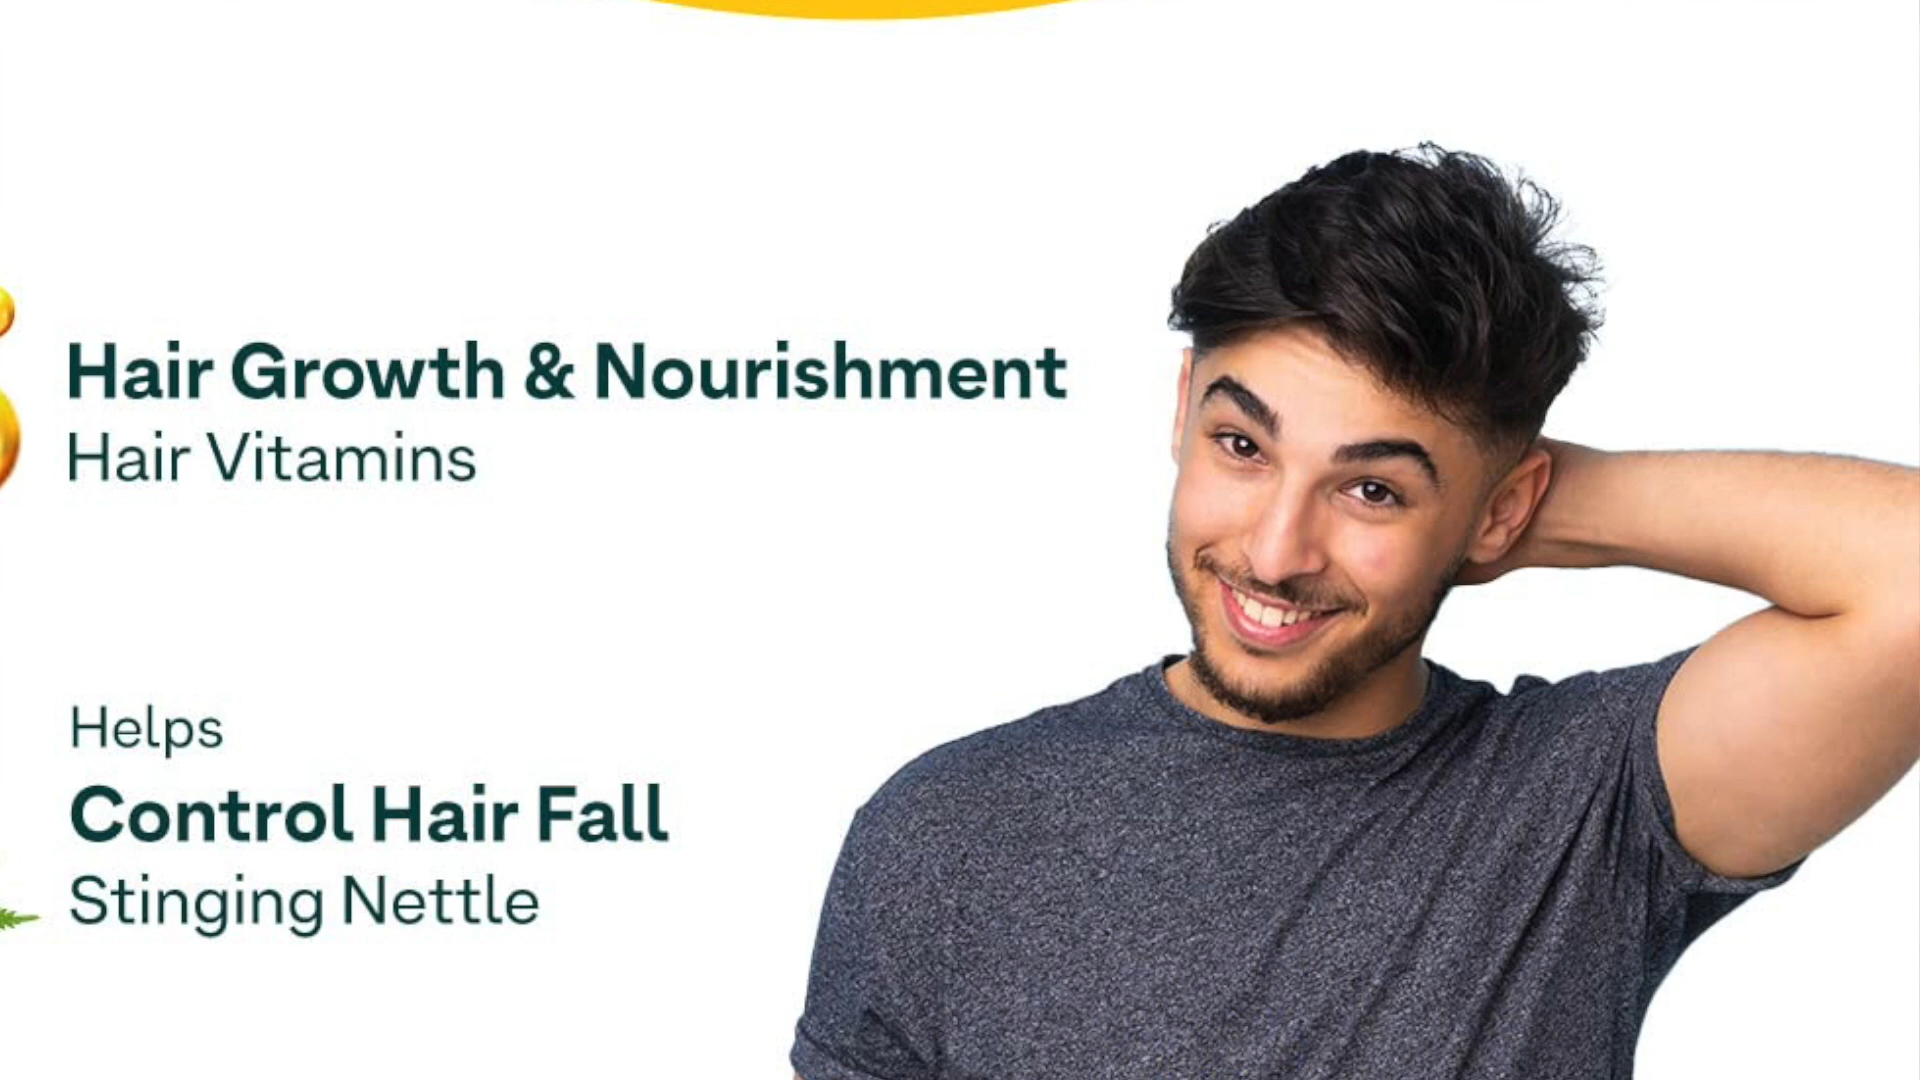 Hair Growth & Nourishment
Hair Vitamins
Helps
Control Hair Fall
Stinging Nettle